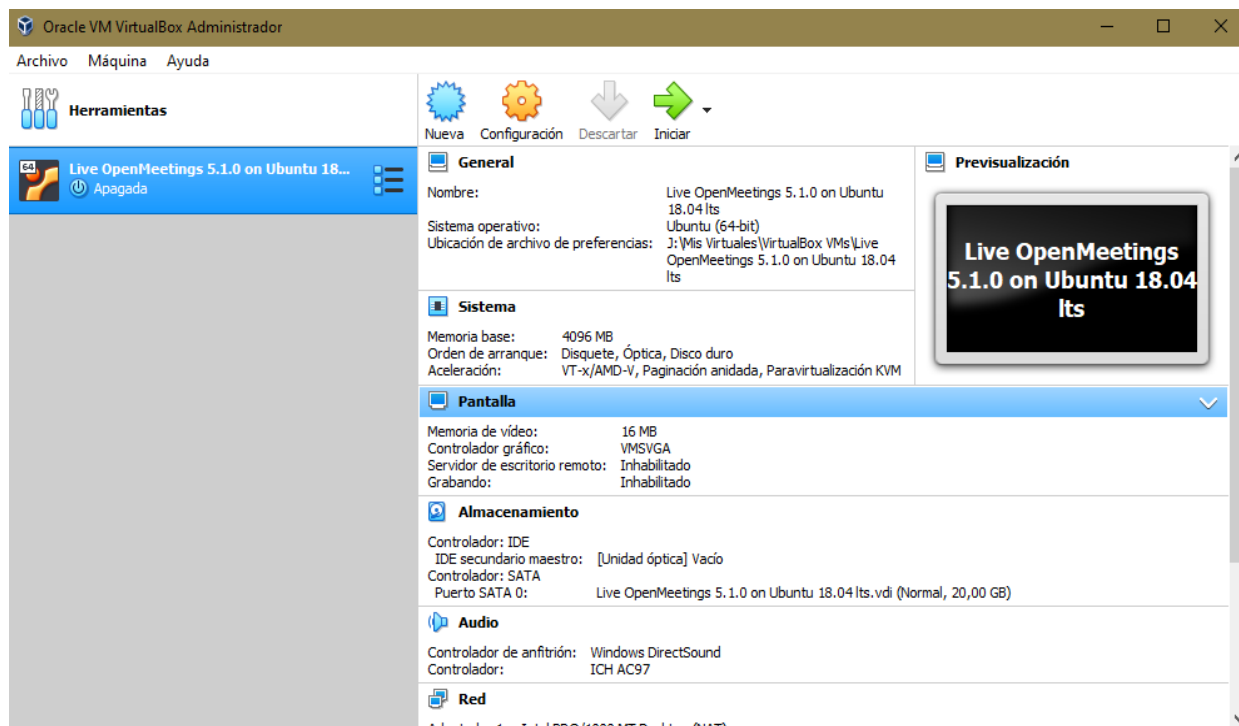 Oracle VM VirtualBox Administrador
Archivo Máquina Ayuda
Herramientas
Nueva Configuración Descartar Iniciar
64
Live OpenMeetings 5.1.0 on Ubuntu 18...
Apagada
General
Nombre: Live OpenMeetings 5.1.0 on Ubuntu
18.04 lts
Sistema operativo: Ubuntu (64-bit)
Ubicación de archivo de preferencias: J:\Mis Virtuales\VirtualBox VMs\Live
OpenMeetings 5.1.0 on Ubuntu 18.04
lts
Previsualización
Live OpenMeetings
5.1.0 on Ubuntu 18.04
lts
Sistema
Memoria base: 4096 MB
Orden de arranque: Disquete, Óptica, Disco duro
Aceleración: VT-x/AMD-V, Paginación anidada, Paravirtualización KVM
Pantalla
Memoria de vídeo: 16 MB
Controlador gráfico: VMSVGA
Servidor de escritorio remoto: Inhabilitado
Grabando: Inhabilitado
Almacenamiento
Controlador: IDE
IDE secundario maestro: [Unidad óptica] Vacío
Controlador: SATA
Puerto SATA 0: Live OpenMeetings 5.1.0 on Ubuntu 18.04 lts.vdi (Normal, 20,00 GB)
Audio
Controlador de anfitrión: Windows DirectSound
Controlador: ICH AC97
Red